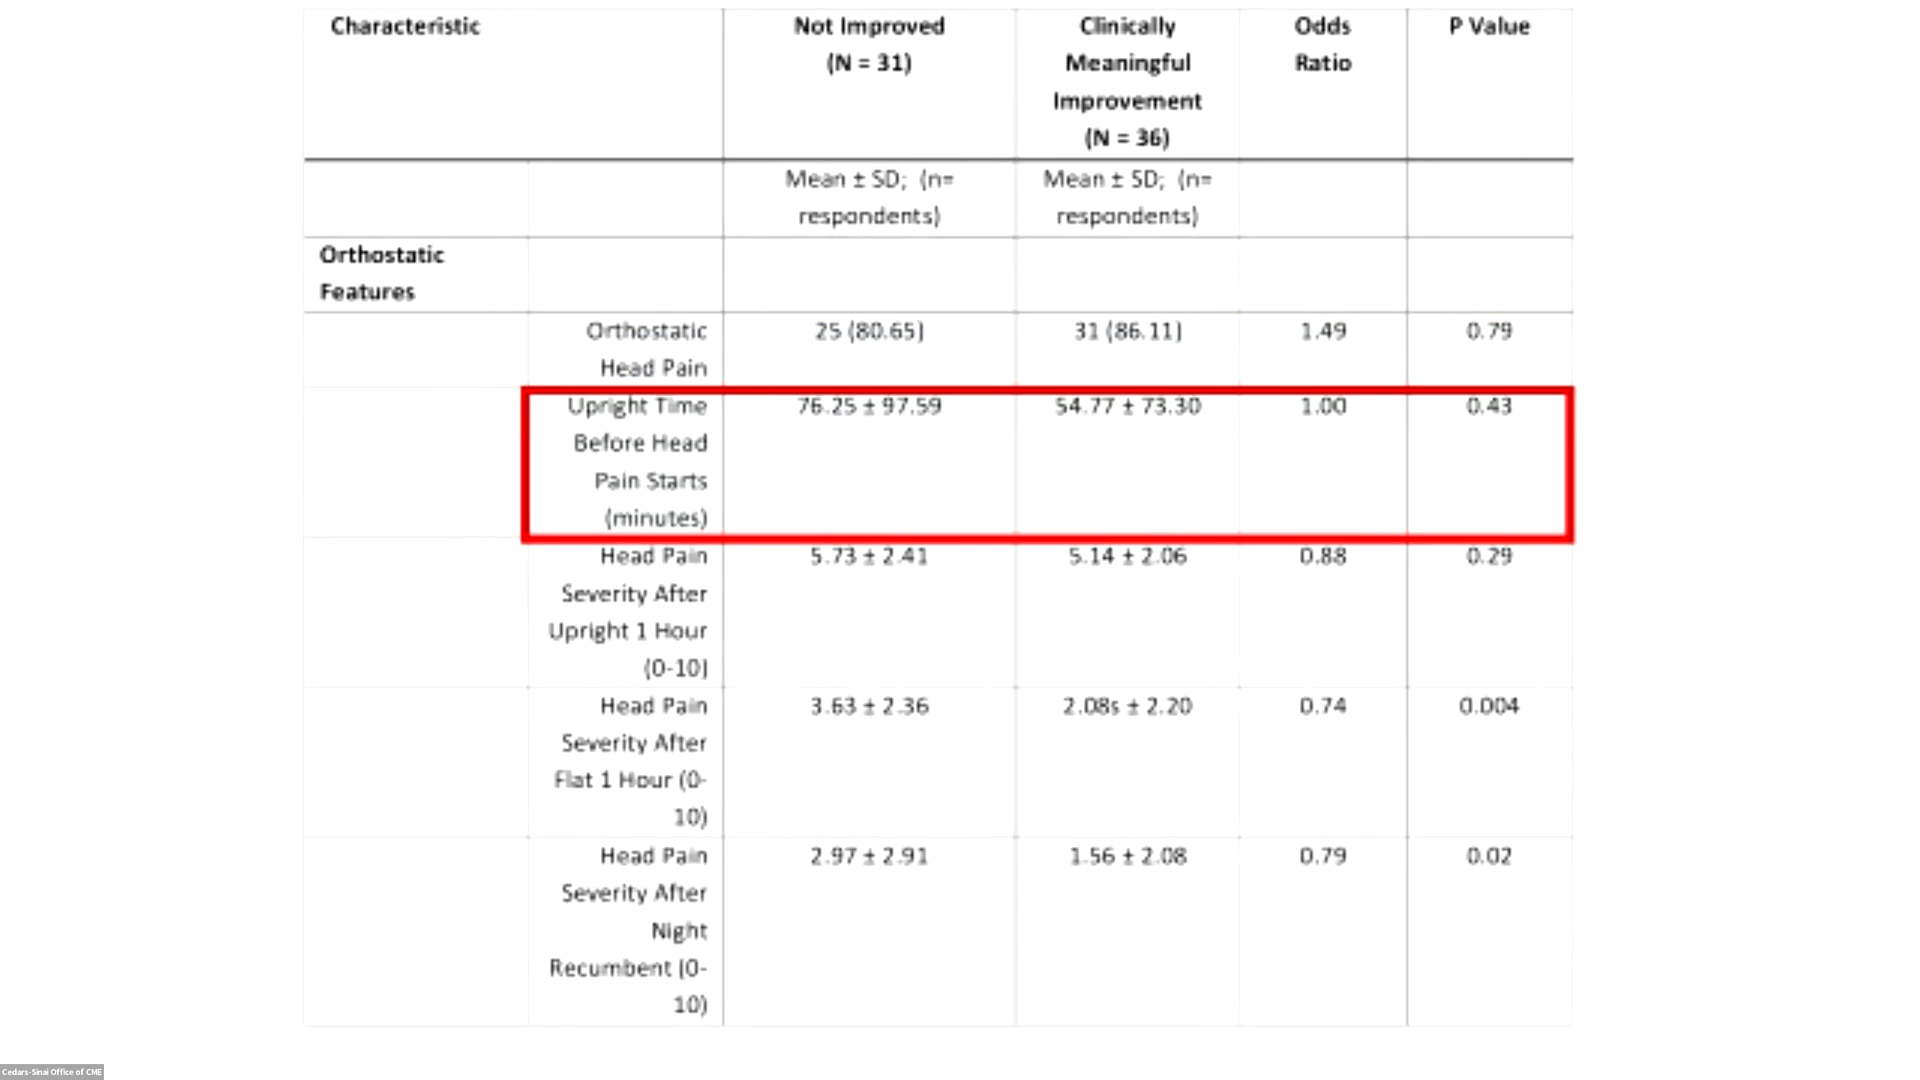 Characteristic Not Improved (N = 31) Clinically Meaningful Improvement (N = 36) Odds Ratio P Value
Mean ± SD; (n= respondents) Mean ± SD; (n= respondents)
Orthostatic Features
Orthostatic Head Pain 25 (80.65) 31 (86.11) 1.49 0.79
Upright Time Before Head Pain Starts (minutes) 76.25 ± 97.59 54.77 ± 73.30 1.00 0.43
Head Pain Severity After Upright 1 Hour (0-10) 5.73 ± 2.41 5.14 ± 2.06 0.88 0.29
Head Pain Severity After Flat 1 Hour (0-10) 3.63 ± 2.36 2.08s ± 2.20 0.74 0.004
Head Pain Severity After Night Recumbent (0-10) 2.97 ± 2.91 1.56 ± 2.08 0.79 0.02
Cedars-Sinai Office of CME